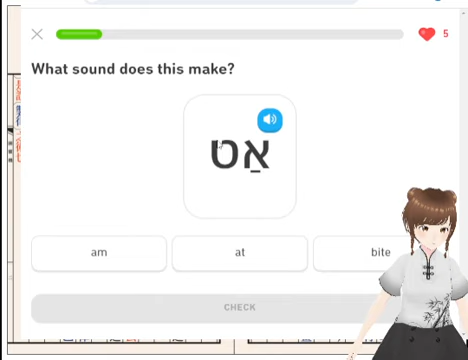 5
What sound does this make?
אַט
am
at
bite
CHECK